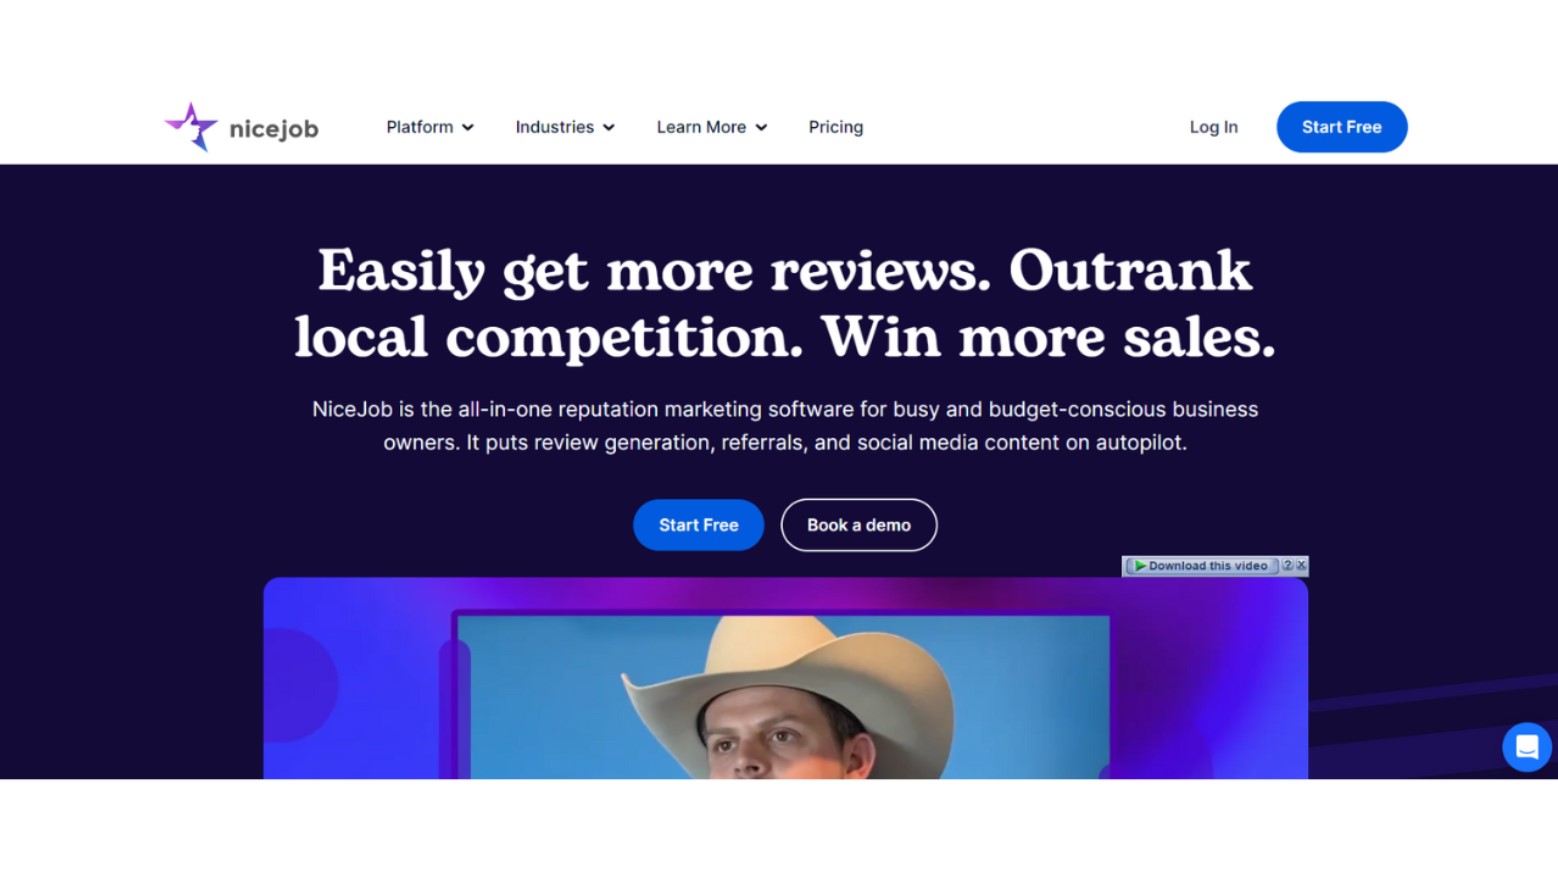 nicejob
Platform
Industries
Learn More
Pricing
Log In
Start Free
Easily get more reviews. Outrank
local competition. Win more sales.
NiceJob is the all-in-one reputation marketing software for busy and budget-conscious business
owners. It puts review generation, referrals, and social media content on autopilot.
Start Free
Book a demo
Download this video ? X